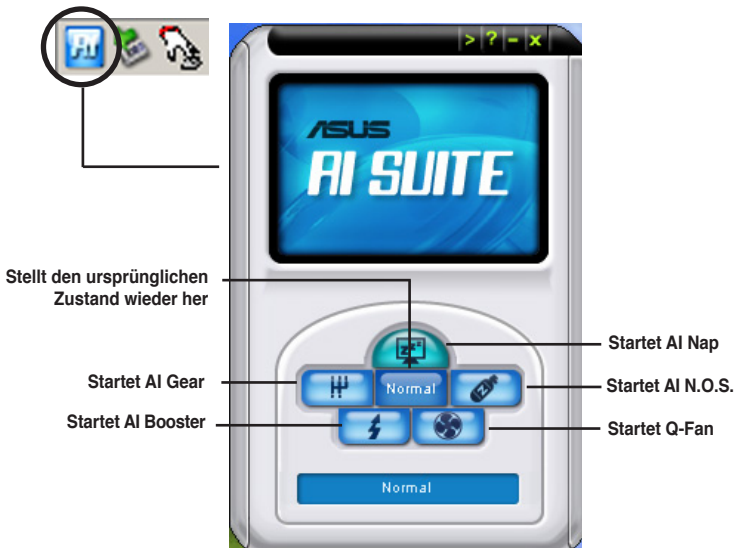 Ai
> ? - x
ASUS
AI SUITE
Stellt den ursprünglichen
Zustand wieder her
Startet AI Nap
Startet AI Gear
Normal
Startet AI N.O.S.
Startet AI Booster
Startet Q-Fan
Normal